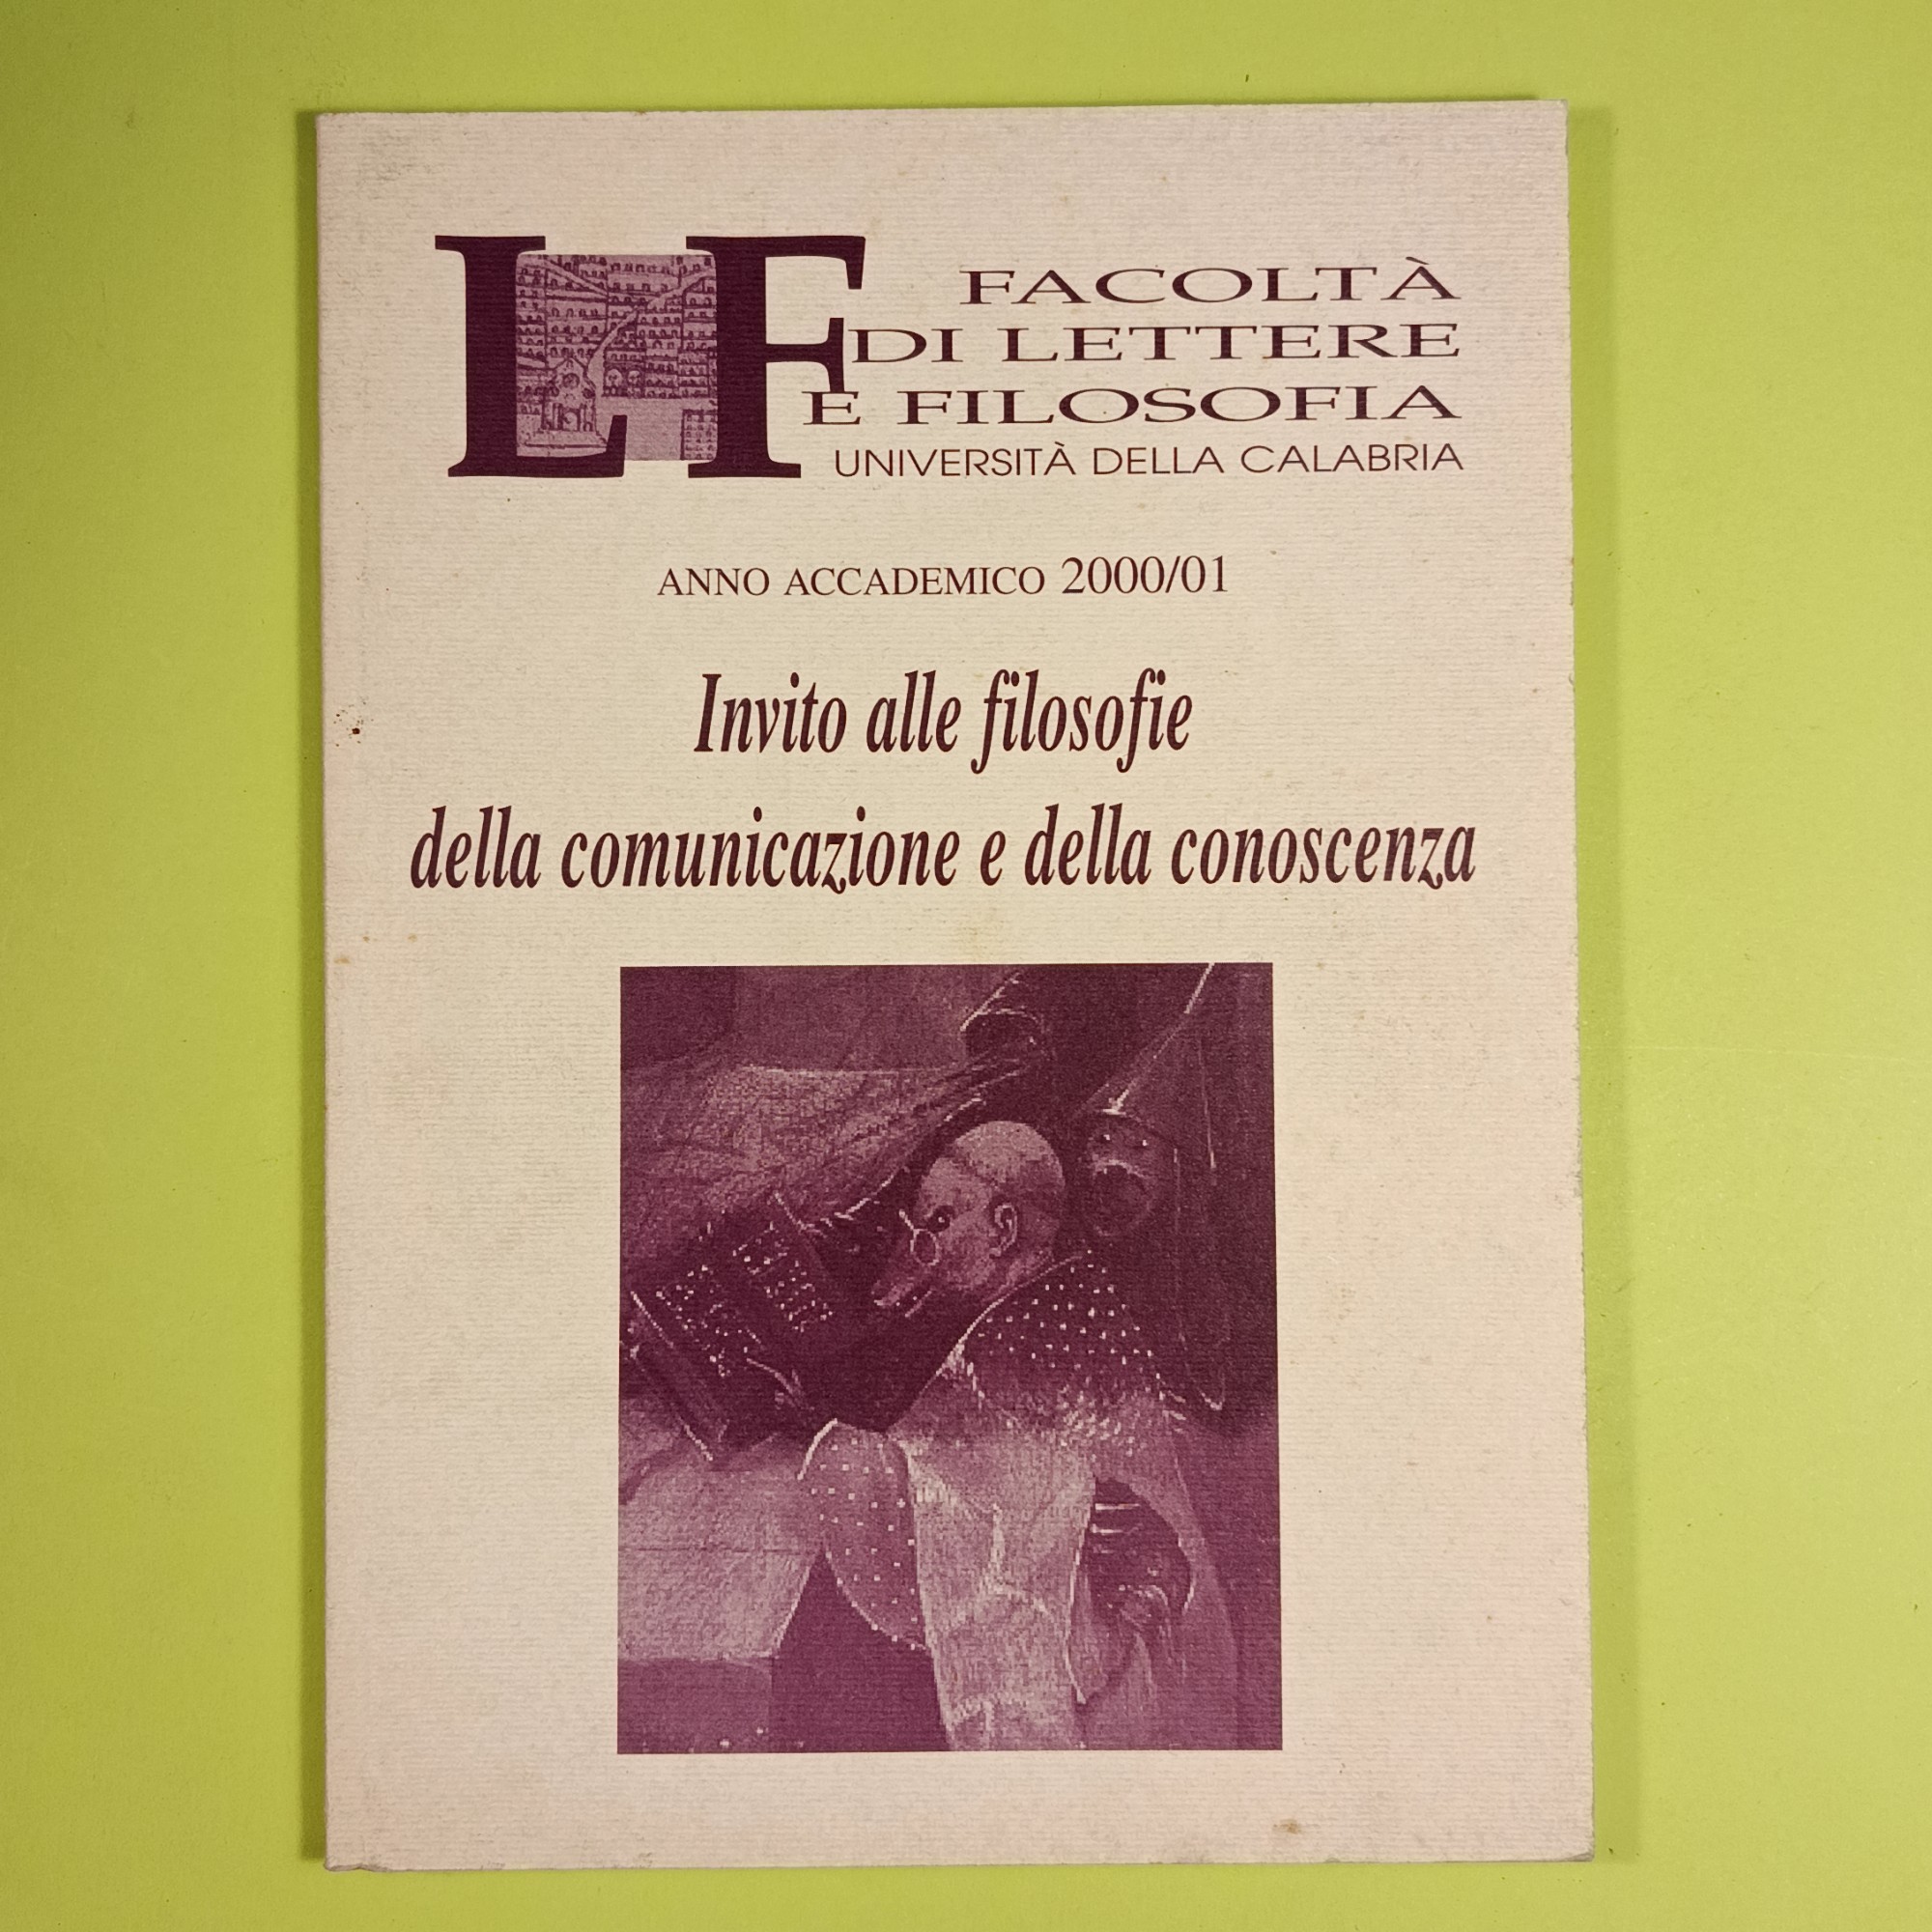 LF
FACOLTÀ
DI LETTERE
E FILOSOFIA
UNIVERSITÀ DELLA CALABRIA
ANNO ACCADEMICO 2000/01
Invito alle filosofie
della comunicazione e della conoscenza